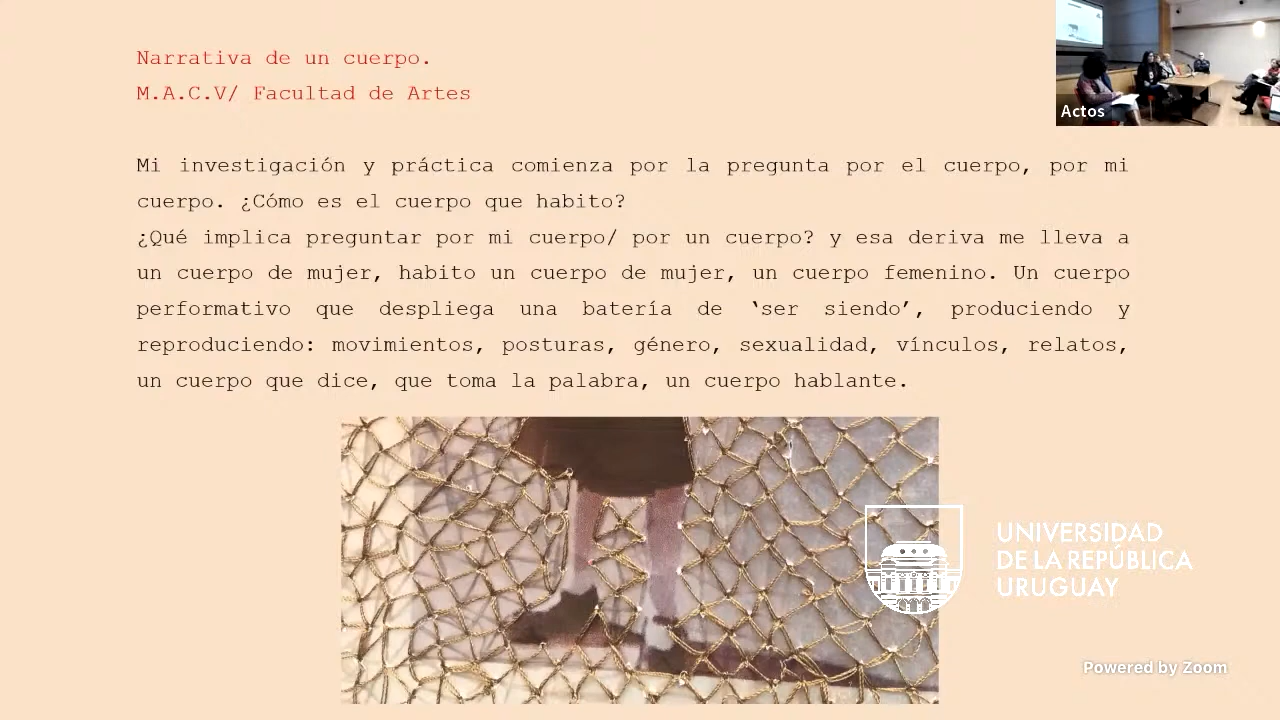 Narrativa de un cuerpo.
M.A.C.V/ Facultad de Artes
Actos
Mi investigación y práctica comienza por la pregunta por el cuerpo, por mi
cuerpo. ¿Cómo es el cuerpo que habito?
¿Qué implica preguntar por mi cuerpo/ por un cuerpo? y esa deriva me lleva a
un cuerpo de mujer, habito un cuerpo de mujer, un cuerpo femenino. Un cuerpo
performativo que despliega una batería de ‘ser siendo’, produciendo y
reproduciendo: movimientos, posturas, género, sexualidad, vínculos, relatos,
un cuerpo que dice, que toma la palabra, un cuerpo hablante.
UNIVERSIDAD
DE LA REPÚBLICA
URUGUAY
Powered by Zoom